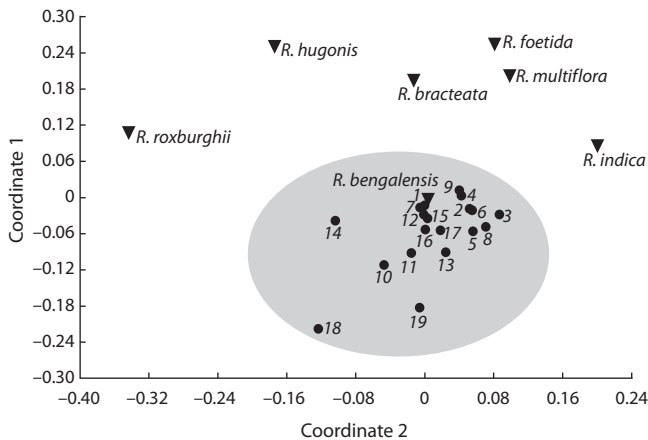 0.30
0.24
0.18
0.12
0.06
0
−0.06
−0.12
−0.18
−0.24
−0.30
Coordinate 1
R. hugonis
R. foetida
R. multiflora
R. bracteata
R. roxburghii
R. indica
R. bengalensis
1 9 4
7 2 6 3
12 15
14 16 17 5 8
10 11 13
18 19
−0.40 −0.32 −0.24 −0.16 −0.08 0 0.08 0.16 0.24
Coordinate 2